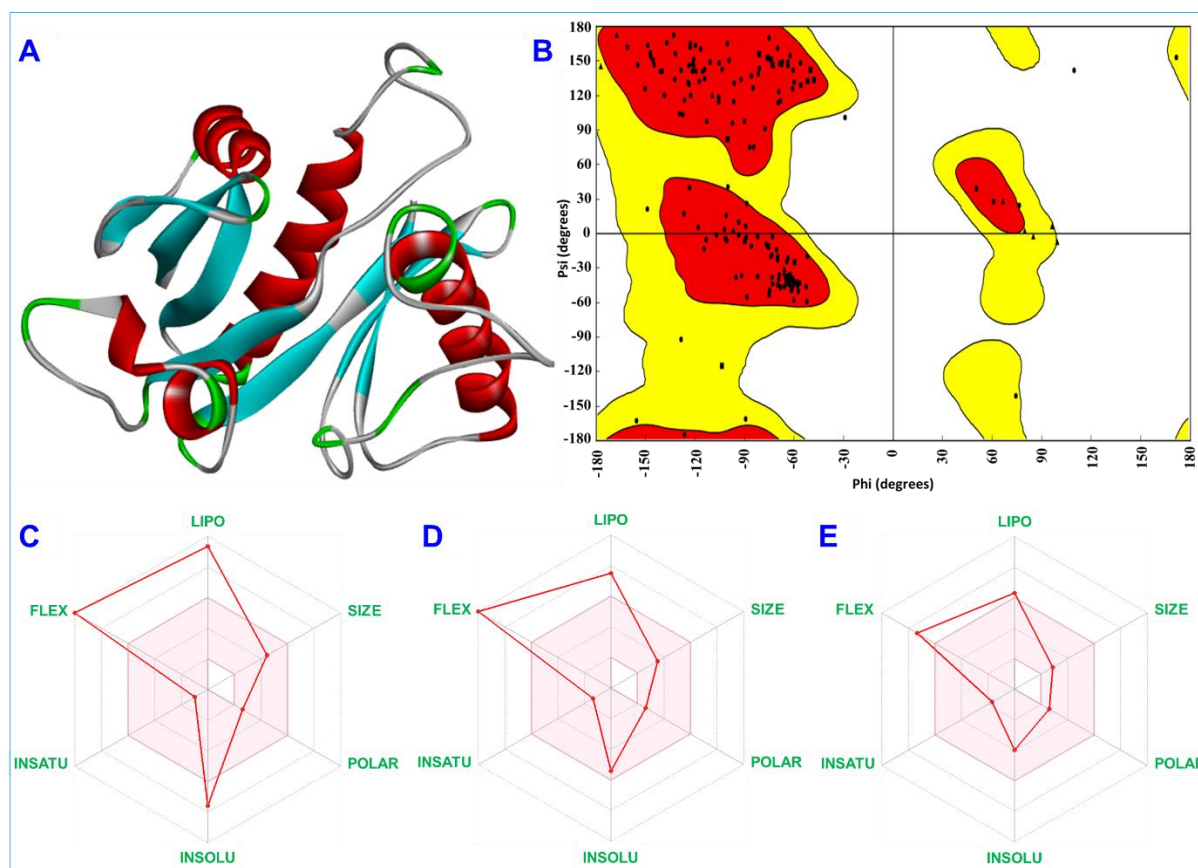 A
B
180
150
120
90
60
30
0
-30
-60
-90
-120
-150
-180
Psi (degrees)
-180
-150
-120
-90
-60
-30
0
30
60
90
120
150
180
Phi (degrees)
C
LIPO
FLEX
SIZE
INSATU
POLAR
INSOLU
D
LIPO
FLEX
SIZE
INSATU
POLAR
INSOLU
E
LIPO
FLEX
SIZE
INSATU
POLAR
INSOLU